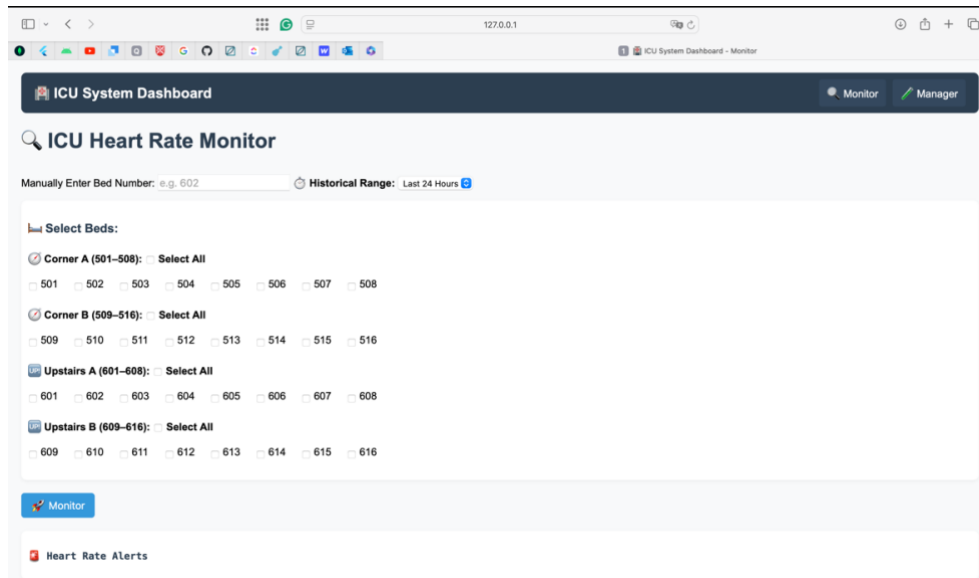 127.0.0.1
1 ICU System Dashboard - Monitor
ICU System Dashboard
Monitor
Manager
ICU Heart Rate Monitor
Manually Enter Bed Number: e.g. 602 Historical Range: Last 24 Hours
Select Beds:
Corner A (501–508): Select All
501 502 503 504 505 506 507 508
Corner B (509–516): Select All
509 510 511 512 513 514 515 516
UP! Upstairs A (601–608): Select All
601 602 603 604 605 606 607 608
UP! Upstairs B (609–616): Select All
609 610 611 612 613 614 615 616
Monitor
Heart Rate Alerts